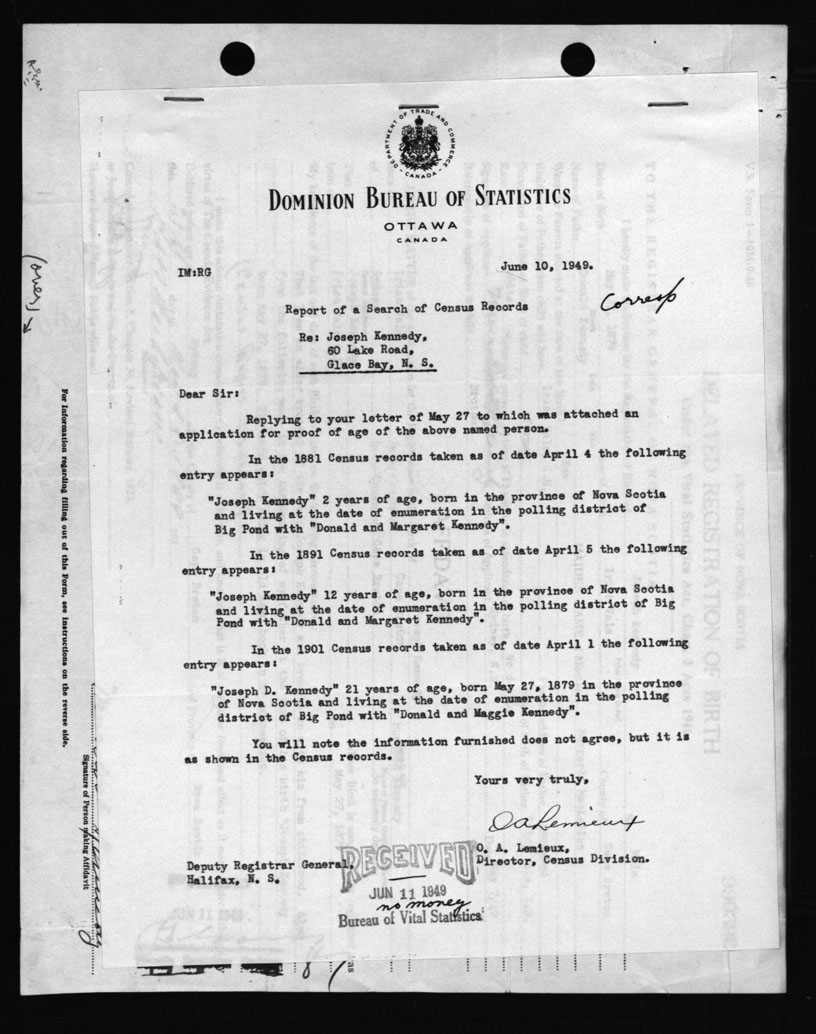 DEPARTMENT OF TRADE AND COMMERCE
CANADA
DOMINION BUREAU OF STATISTICS
OTTAWA
CANADA
IM:RG
June 10, 1949.
Corresp
Report of a Search of Census Records
Re: Joseph Kennedy,
60 Lake Road,
Glace Bay, N. S.
Dear Sir:
Replying to your letter of May 27 to which was attached an
application for proof of age of the above named person.
In the 1881 Census records taken as of date April 4 the following
entry appears:
"Joseph Kennedy" 2 years of age, born in the province of Nova Scotia
and living at the date of enumeration in the polling district of
Big Pond with "Donald and Margaret Kennedy".
In the 1891 Census records taken as of date April 5 the following
entry appears:
"Joseph Kennedy" 12 years of age, born in the province of Nova Scotia
and living at the date of enumeration in the polling district of Big
Pond with "Donald and Margaret Kennedy".
In the 1901 Census records taken as of date April 1 the following
entry appears:
"Joseph D. Kennedy" 21 years of age, born May 27, 1879 in the province
of Nova Scotia and living at the date of enumeration in the polling
district of Big Pond with "Donald and Maggie Kennedy".
You will note the information furnished does not agree, but it is
as shown in the Census records.
Yours very truly,
O A Lemieux
O. A. Lemieux,
Director, Census Division.
Deputy Registrar General,
Halifax, N. S.
RECEIVED
JUN 11 1949
no money
Bureau of Vital Statistics
(over)
For Information regarding filling out of this Form, see instructions on the reverse side.
Signature of Person making Affidavit